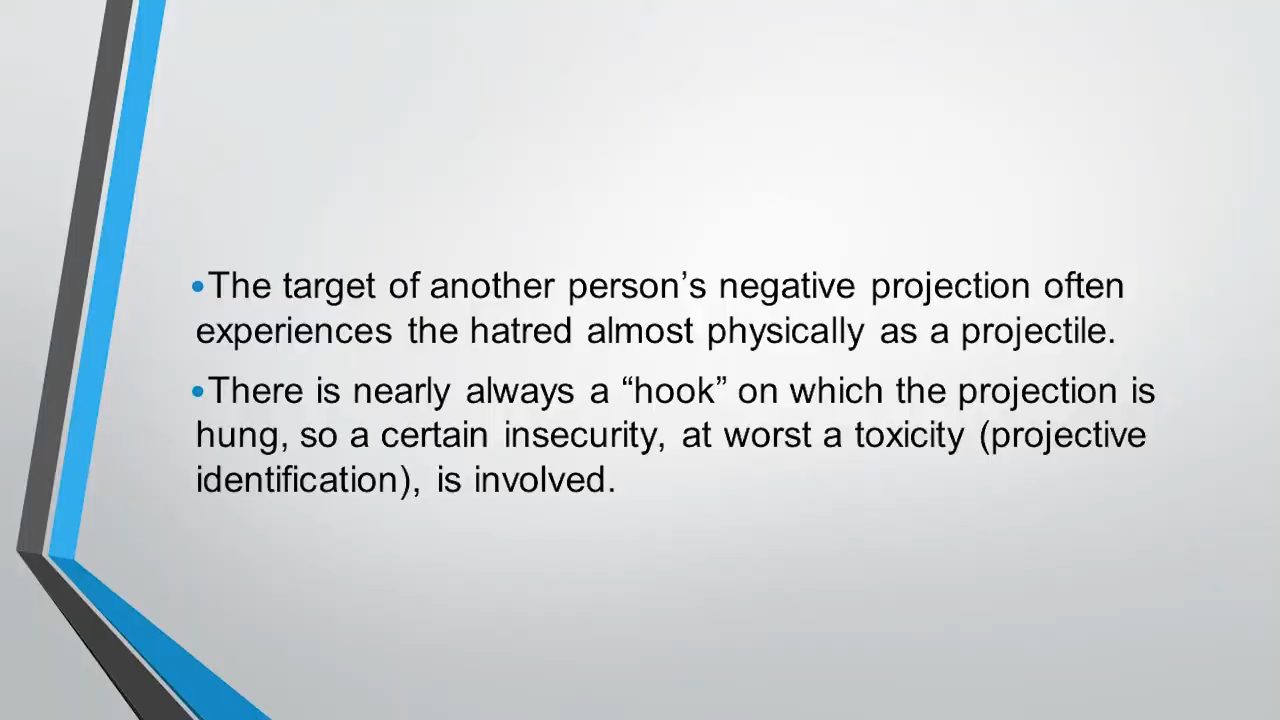 •The target of another person’s negative projection often
experiences the hatred almost physically as a projectile.
•There is nearly always a “hook” on which the projection is
hung, so a certain insecurity, at worst a toxicity (projective
identification), is involved.